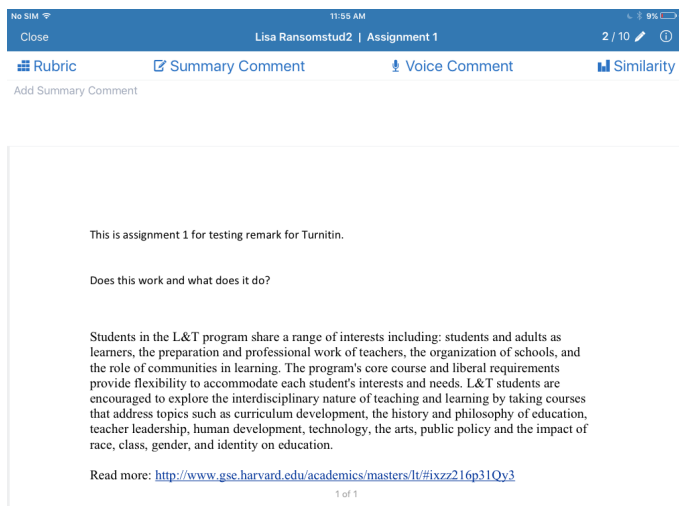 No SIM 11:55 AM 9%
Close Lisa Ransomstud2 | Assignment 1 2 / 10
Rubric Summary Comment Voice Comment Similarity
Add Summary Comment
This is assignment 1 for testing remark for Turnitin.
Does this work and what does it do?
Students in the L&T program share a range of interests including: students and adults as
learners, the preparation and professional work of teachers, the organization of schools, and
the role of communities in learning. The program's core course and liberal requirements
provide flexibility to accommodate each student's interests and needs. L&T students are
encouraged to explore the interdisciplinary nature of teaching and learning by taking courses
that address topics such as curriculum development, the history and philosophy of education,
teacher leadership, human development, technology, the arts, public policy and the impact of
race, class, gender, and identity on education.
Read more: http://www.gse.harvard.edu/academics/masters/lt/#ixzz216p31Qy3
1 of 1